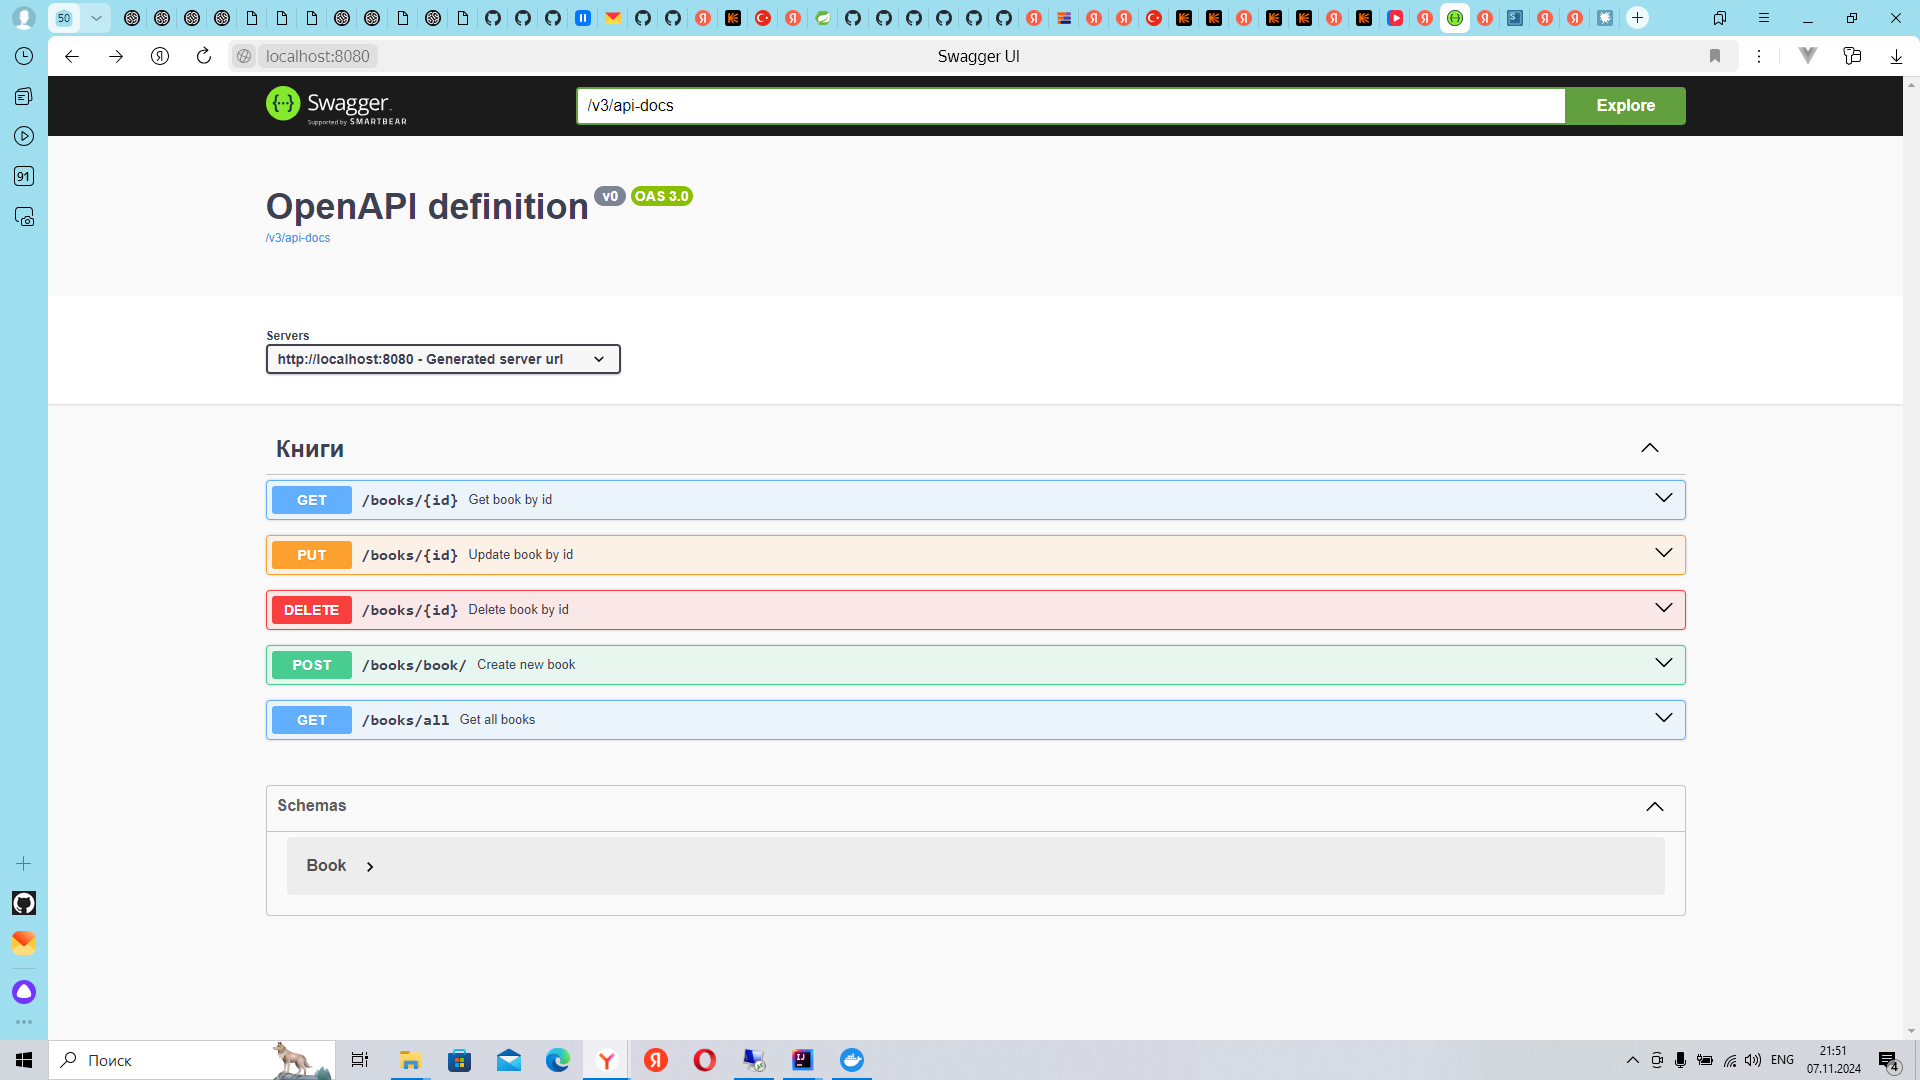 50
localhost:8080
Swagger UI
91
Swagger
Supported by SMARTBEAR
/v3/api-docs
Explore
OpenAPI definition v0 OAS 3.0
/v3/api-docs
Servers
http://localhost:8080 - Generated server url
Книги
GET /books/{id} Get book by id
PUT /books/{id} Update book by id
DELETE /books/{id} Delete book by id
POST /books/book/ Create new book
GET /books/all Get all books
Schemas
Book
Поиск
ENG
21:51
07.11.2024
4